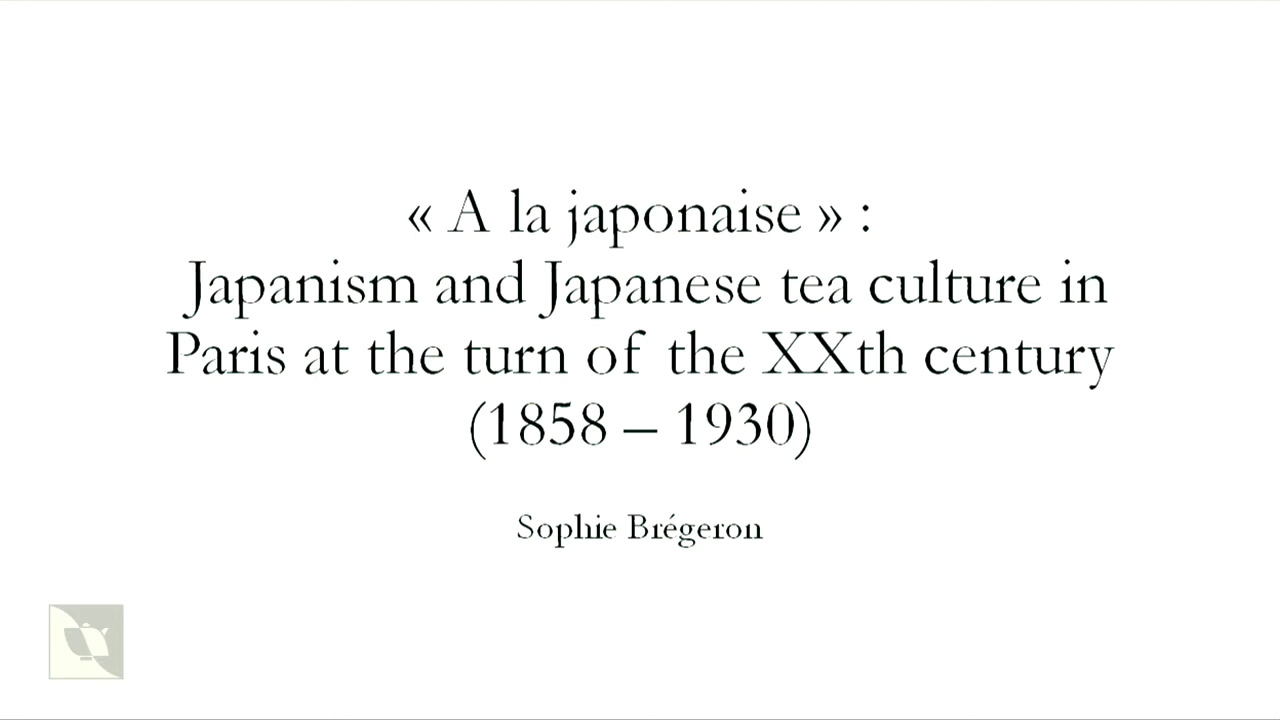 « A la japonaise » :
Japanism and Japanese tea culture in
Paris at the turn of the XXth century
(1858 – 1930)
Sophie Brégeron